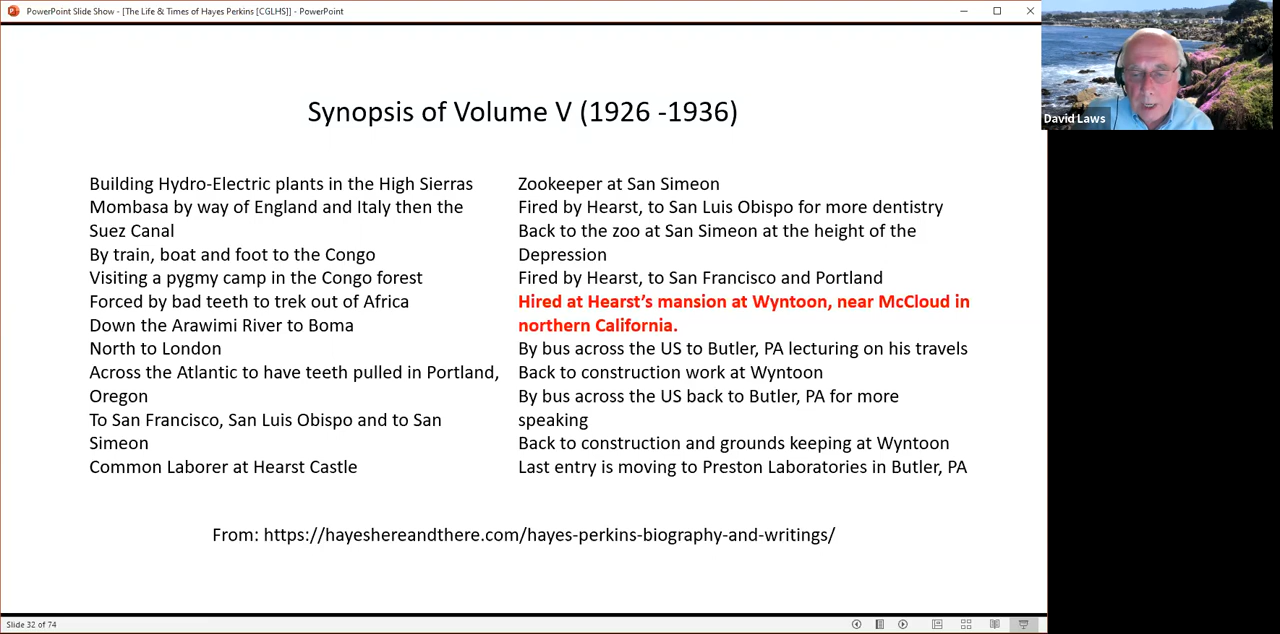 PowerPoint Slide Show - [The Life & Times of Hayes Perkins [CGLHS]] - PowerPoint
David Laws
Synopsis of Volume V (1926 -1936)
Building Hydro-Electric plants in the High Sierras
Mombasa by way of England and Italy then the
Suez Canal
By train, boat and foot to the Congo
Visiting a pygmy camp in the Congo forest
Forced by bad teeth to trek out of Africa
Down the Arawimi River to Boma
North to London
Across the Atlantic to have teeth pulled in Portland,
Oregon
To San Francisco, San Luis Obispo and to San
Simeon
Common Laborer at Hearst Castle
Zookeeper at San Simeon
Fired by Hearst, to San Luis Obispo for more dentistry
Back to the zoo at San Simeon at the height of the
Depression
Fired by Hearst, to San Francisco and Portland
Hired at Hearst’s mansion at Wyntoon, near McCloud in
northern California.
By bus across the US to Butler, PA lecturing on his travels
Back to construction work at Wyntoon
By bus across the US back to Butler, PA for more
speaking
Back to construction and grounds keeping at Wyntoon
Last entry is moving to Preston Laboratories in Butler, PA
From: https://hayeshereandthere.com/hayes-perkins-biography-and-writings/
Slide 32 of 74